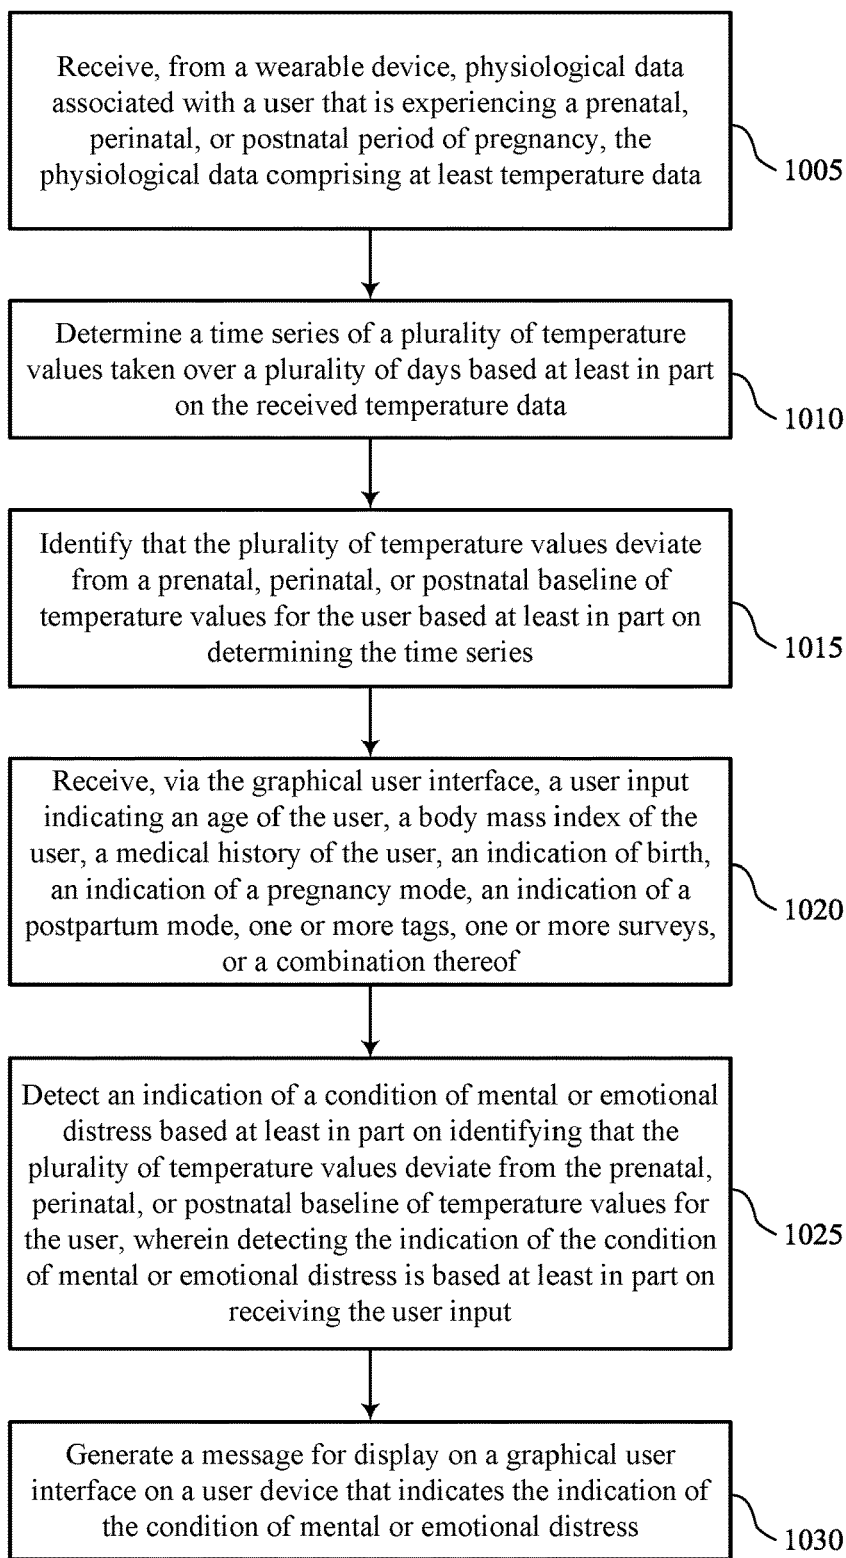 Receive, from a wearable device, physiological data
associated with a user that is experiencing a prenatal,
perinatal, or postnatal period of pregnancy, the
physiological data comprising at least temperature data
1005
Determine a time series of a plurality of temperature
values taken over a plurality of days based at least in part
on the received temperature data
1010
Identify that the plurality of temperature values deviate
from a prenatal, perinatal, or postnatal baseline of
temperature values for the user based at least in part on
determining the time series
1015
Receive, via the graphical user interface, a user input
indicating an age of the user, a body mass index of the
user, a medical history of the user, an indication of birth,
an indication of a pregnancy mode, an indication of a
postpartum mode, one or more tags, one or more surveys,
or a combination thereof
1020
Detect an indication of a condition of mental or emotional
distress based at least in part on identifying that the
plurality of temperature values deviate from the prenatal,
perinatal, or postnatal baseline of temperature values for
the user, wherein detecting the indication of the condition
of mental or emotional distress is based at least in part on
receiving the user input
1025
Generate a message for display on a graphical user
interface on a user device that indicates the indication of
the condition of mental or emotional distress
1030